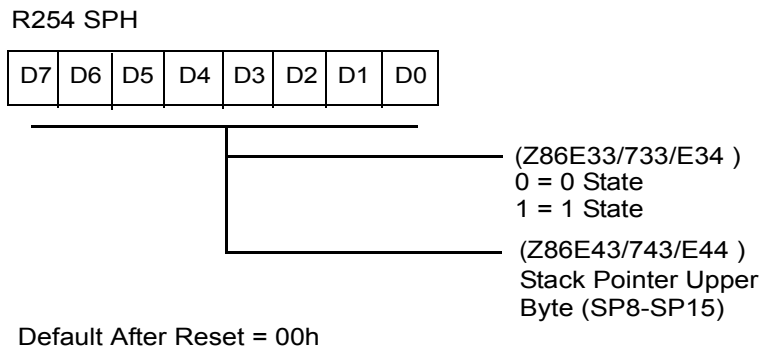 R254 SPH
D7 D6 D5 D4 D3 D2 D1 D0
(Z86E33/733/E34 )
0 = 0 State
1 = 1 State
(Z86E43/743/E44 )
Stack Pointer Upper
Byte (SP8-SP15)
Default After Reset = 00h